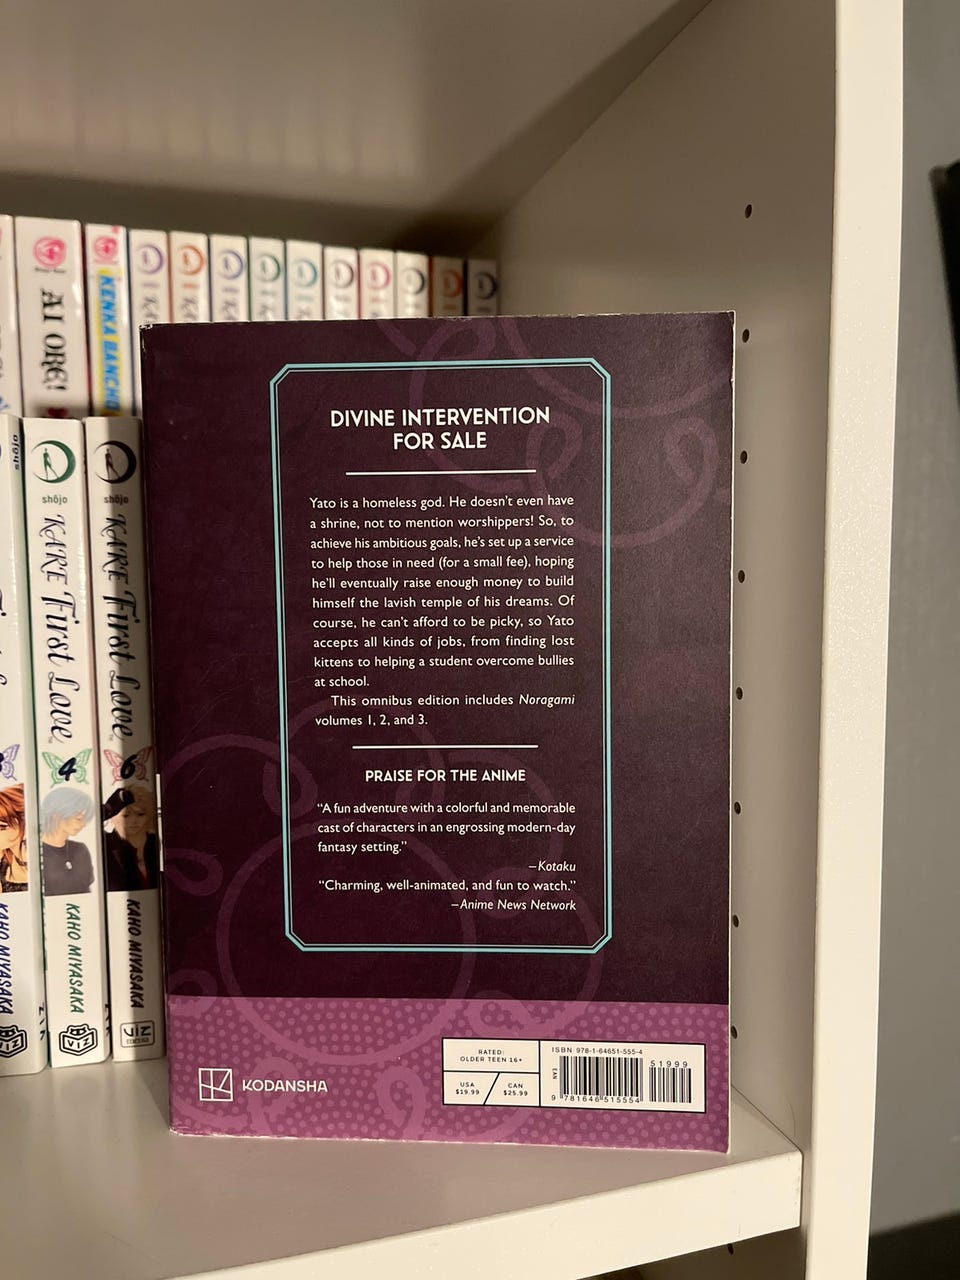 AI ORE!
KENKA BANCHO
shōjo
shōjo
KARE First Love
4
KAHO MIYASAKA
VIZ
shōjo
KARE First Love
6
KAHO MIYASAKA
VIZ
KAHO MIYASAKA
VIZ
DIVINE INTERVENTION
FOR SALE
Yato is a homeless god. He doesn't even have
a shrine, not to mention worshippers! So, to
achieve his ambitious goals, he's set up a service
to help those in need (for a small fee), hoping
he'll eventually raise enough money to build
himself the lavish temple of his dreams. Of
course, he can't afford to be picky, so Yato
accepts all kinds of jobs, from finding lost
kittens to helping a student overcome bullies
at school.
This omnibus edition includes Noragami
volumes 1, 2, and 3.
PRAISE FOR THE ANIME
“A fun adventure with a colorful and memorable
cast of characters in an engrossing modern-day
fantasy setting.”
—Kotaku
“Charming, well-animated, and fun to watch.”
—Anime News Network
KODANSHA
RATED:
OLDER TEEN 16+
USA
$19.99
CAN
$25.99
ISBN 978-1-64651-555-4
51999
EAN
9 781646 515554